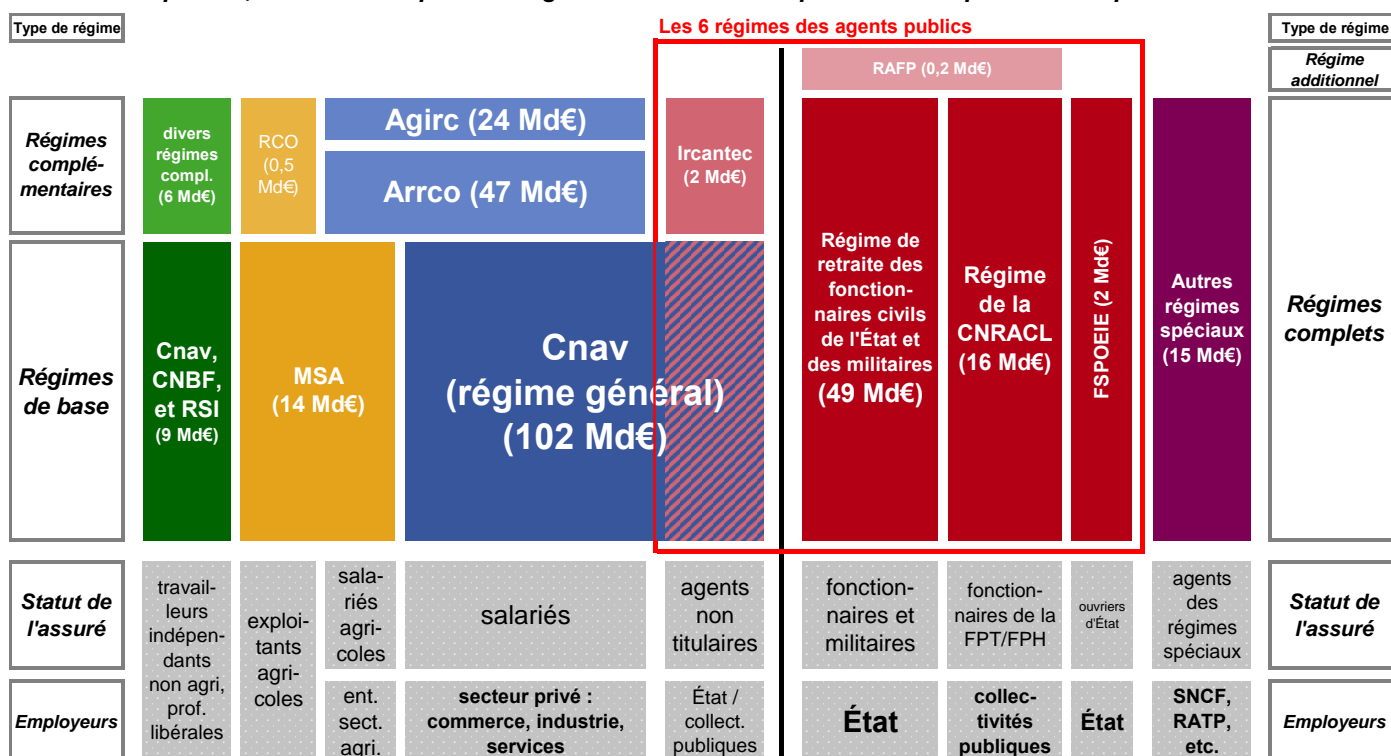 Type de régime
Les 6 régimes des agents publics
Type de régime
RAFP (0,2 Md€)
Régime
additionnel
Régimes
complé-
mentaires
divers
régimes
compl.
(6 Md€)
RCO
(0,5
Md€)
Agirc (24 Md€)
Arrco (47 Md€)
Ircantec
(2 Md€)
Régimes
de base
Cnav,
CNBF,
et RSI
(9 Md€)
MSA
(14 Md€)
Cnav
(régime général)
(102 Md€)
Régime de
retraite des
fonction-
naires civils
de l'État et
des militaires
(49 Md€)
Régime
de la
CNRACL
(16 Md€)
FSPOEIE (2 Md€)
Autres
régimes
spéciaux
(15 Md€)
Régimes
complets
Statut de
l'assuré
travail-
leurs
indépen-
dants
non agri,
prof.
libérales
exploi-
tants
agri-
coles
sala-
riés
agri-
coles
salariés
agents
non
titulaires
fonction-
naires et
militaires
fonction-
naires de la
FPT/FPH
ouvriers
d'État
agents
des
régimes
spéciaux
Statut de
l'assuré
Employeurs
ent.
sect.
agri.
secteur privé :
commerce, industrie,
services
État /
collect.
publiques
État
collec-
tivités
publiques
État
SNCF,
RATP,
etc.
Employeurs